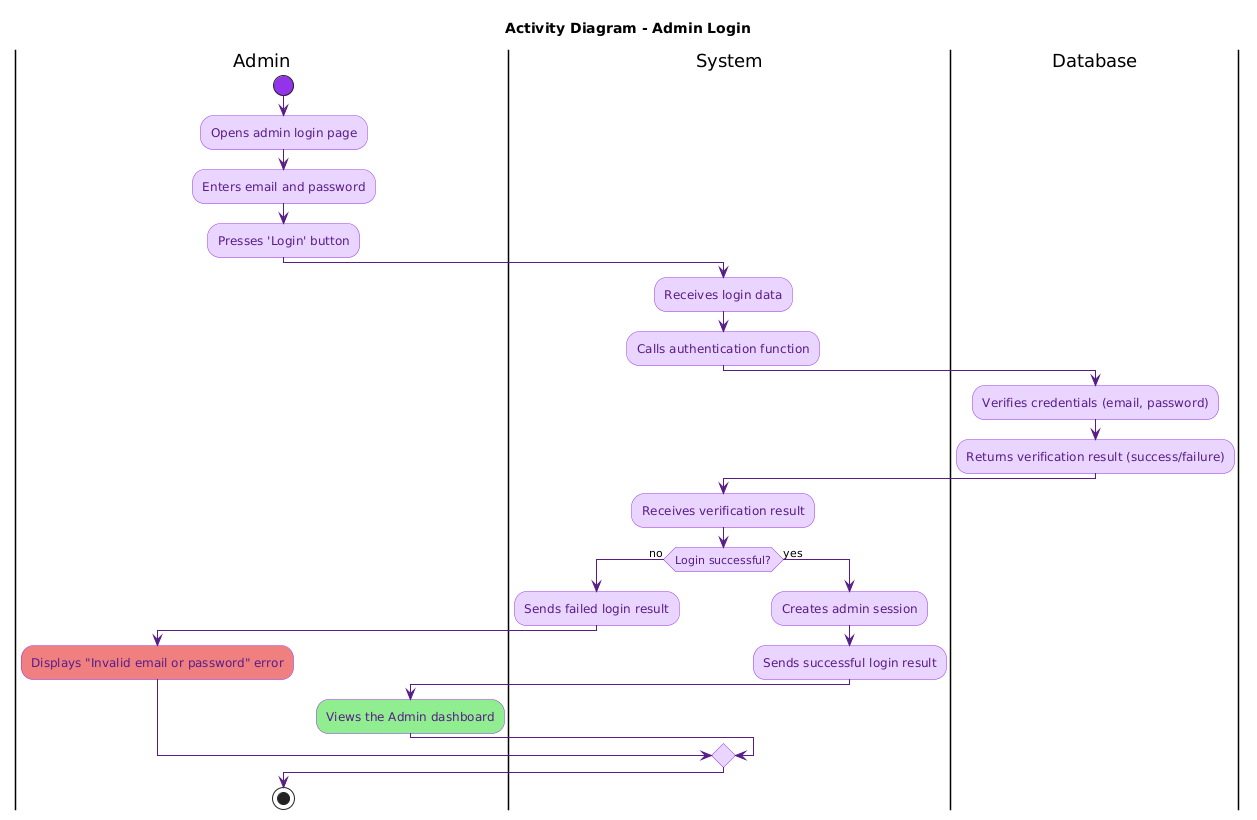 Activity Diagram - Admin Login
Admin
System
Database
Opens admin login page
Enters email and password
Presses 'Login' button
Receives login data
Calls authentication function
Verifies credentials (email, password)
Returns verification result (success/failure)
Receives verification result
no
Login successful?
yes
Sends failed login result
Creates admin session
Displays "Invalid email or password" error
Sends successful login result
Views the Admin dashboard